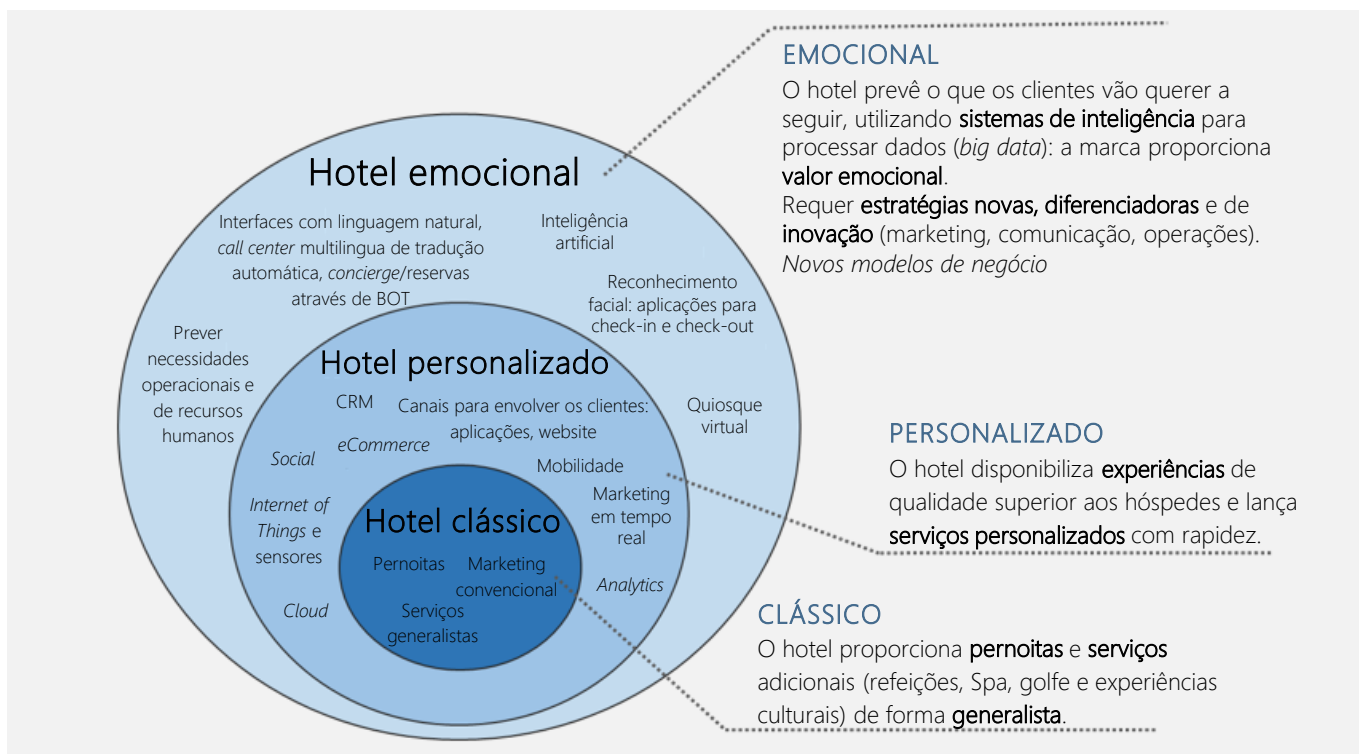 EMOCIONAL
O hotel prevê o que os clientes vão querer a
seguir, utilizando sistemas de inteligência para
processar dados (big data): a marca proporciona
valor emocional.
Requer estratégias novas, diferenciadoras e de
inovação (marketing, comunicação, operações).
Novos modelos de negócio
Hotel emocional
Interfaces com linguagem natural,
call center multilingua de tradução
automática, concierge/reservas
através de BOT
Inteligência
artificial
Reconhecimento
facial: aplicações para
check-in e check-out
Prever
necessidades
operacionais e
de recursos
humanos
Quiosque
virtual
Hotel personalizado
CRM
Canais para envolver os clientes:
aplicações, website
eCommerce
Social
Mobilidade
Internet of
Things e
sensores
Marketing
em tempo
real
Cloud
Analytics
Hotel clássico
Pernoitas
Marketing
convencional
Serviços
generalistas
PERSONALIZADO
O hotel disponibiliza experiências de
qualidade superior aos hóspedes e lança
serviços personalizados com rapidez.
CLÁSSICO
O hotel proporciona pernoitas e serviços
adicionais (refeições, Spa, golfe e experiências
culturais) de forma generalista.